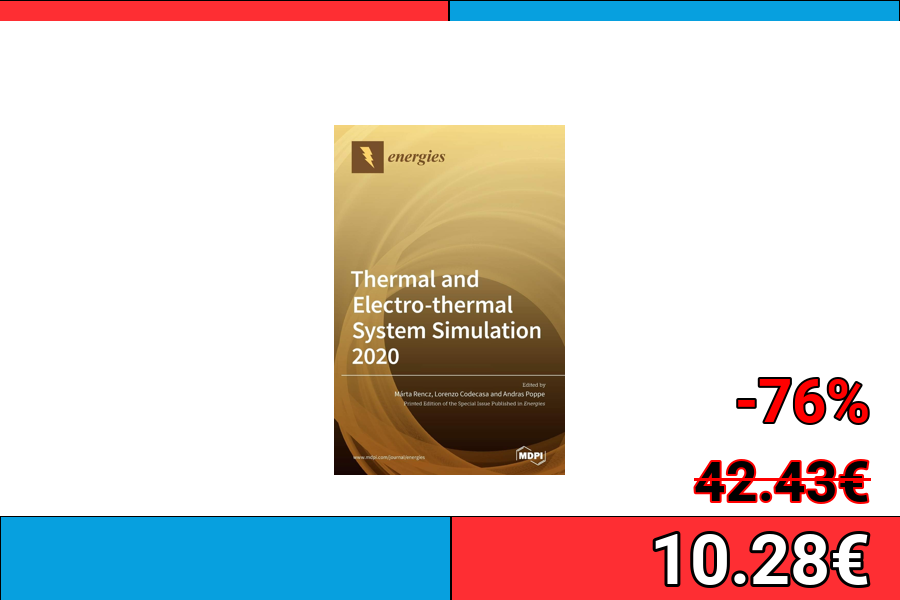 energies
Thermal and
Electro-thermal
System Simulation
2020
Edited by
Márta Rencz, Lorenzo Codecasa and Andras Poppe
Printed Edition of the Special Issue Published in Energies
www.mdpi.com/journal/energies
MDPI
-76%
42.43€
10.28€